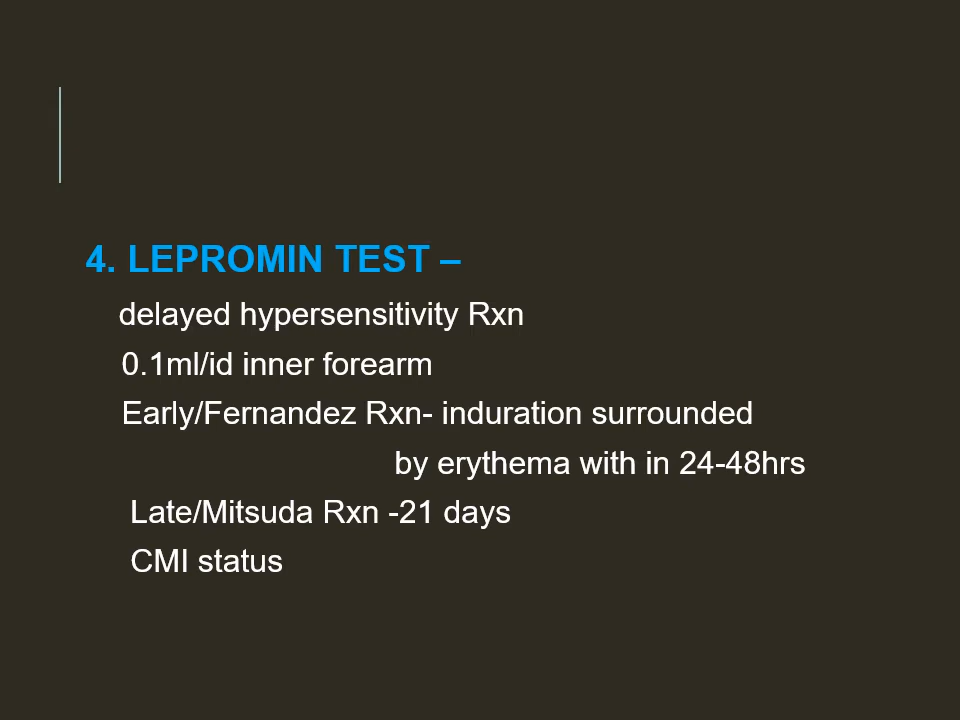 4. LEPROMIN TEST –
delayed hypersensitivity Rxn
0.1ml/id inner forearm
Early/Fernandez Rxn- induration surrounded
by erythema with in 24-48hrs
Late/Mitsuda Rxn -21 days
CMI status